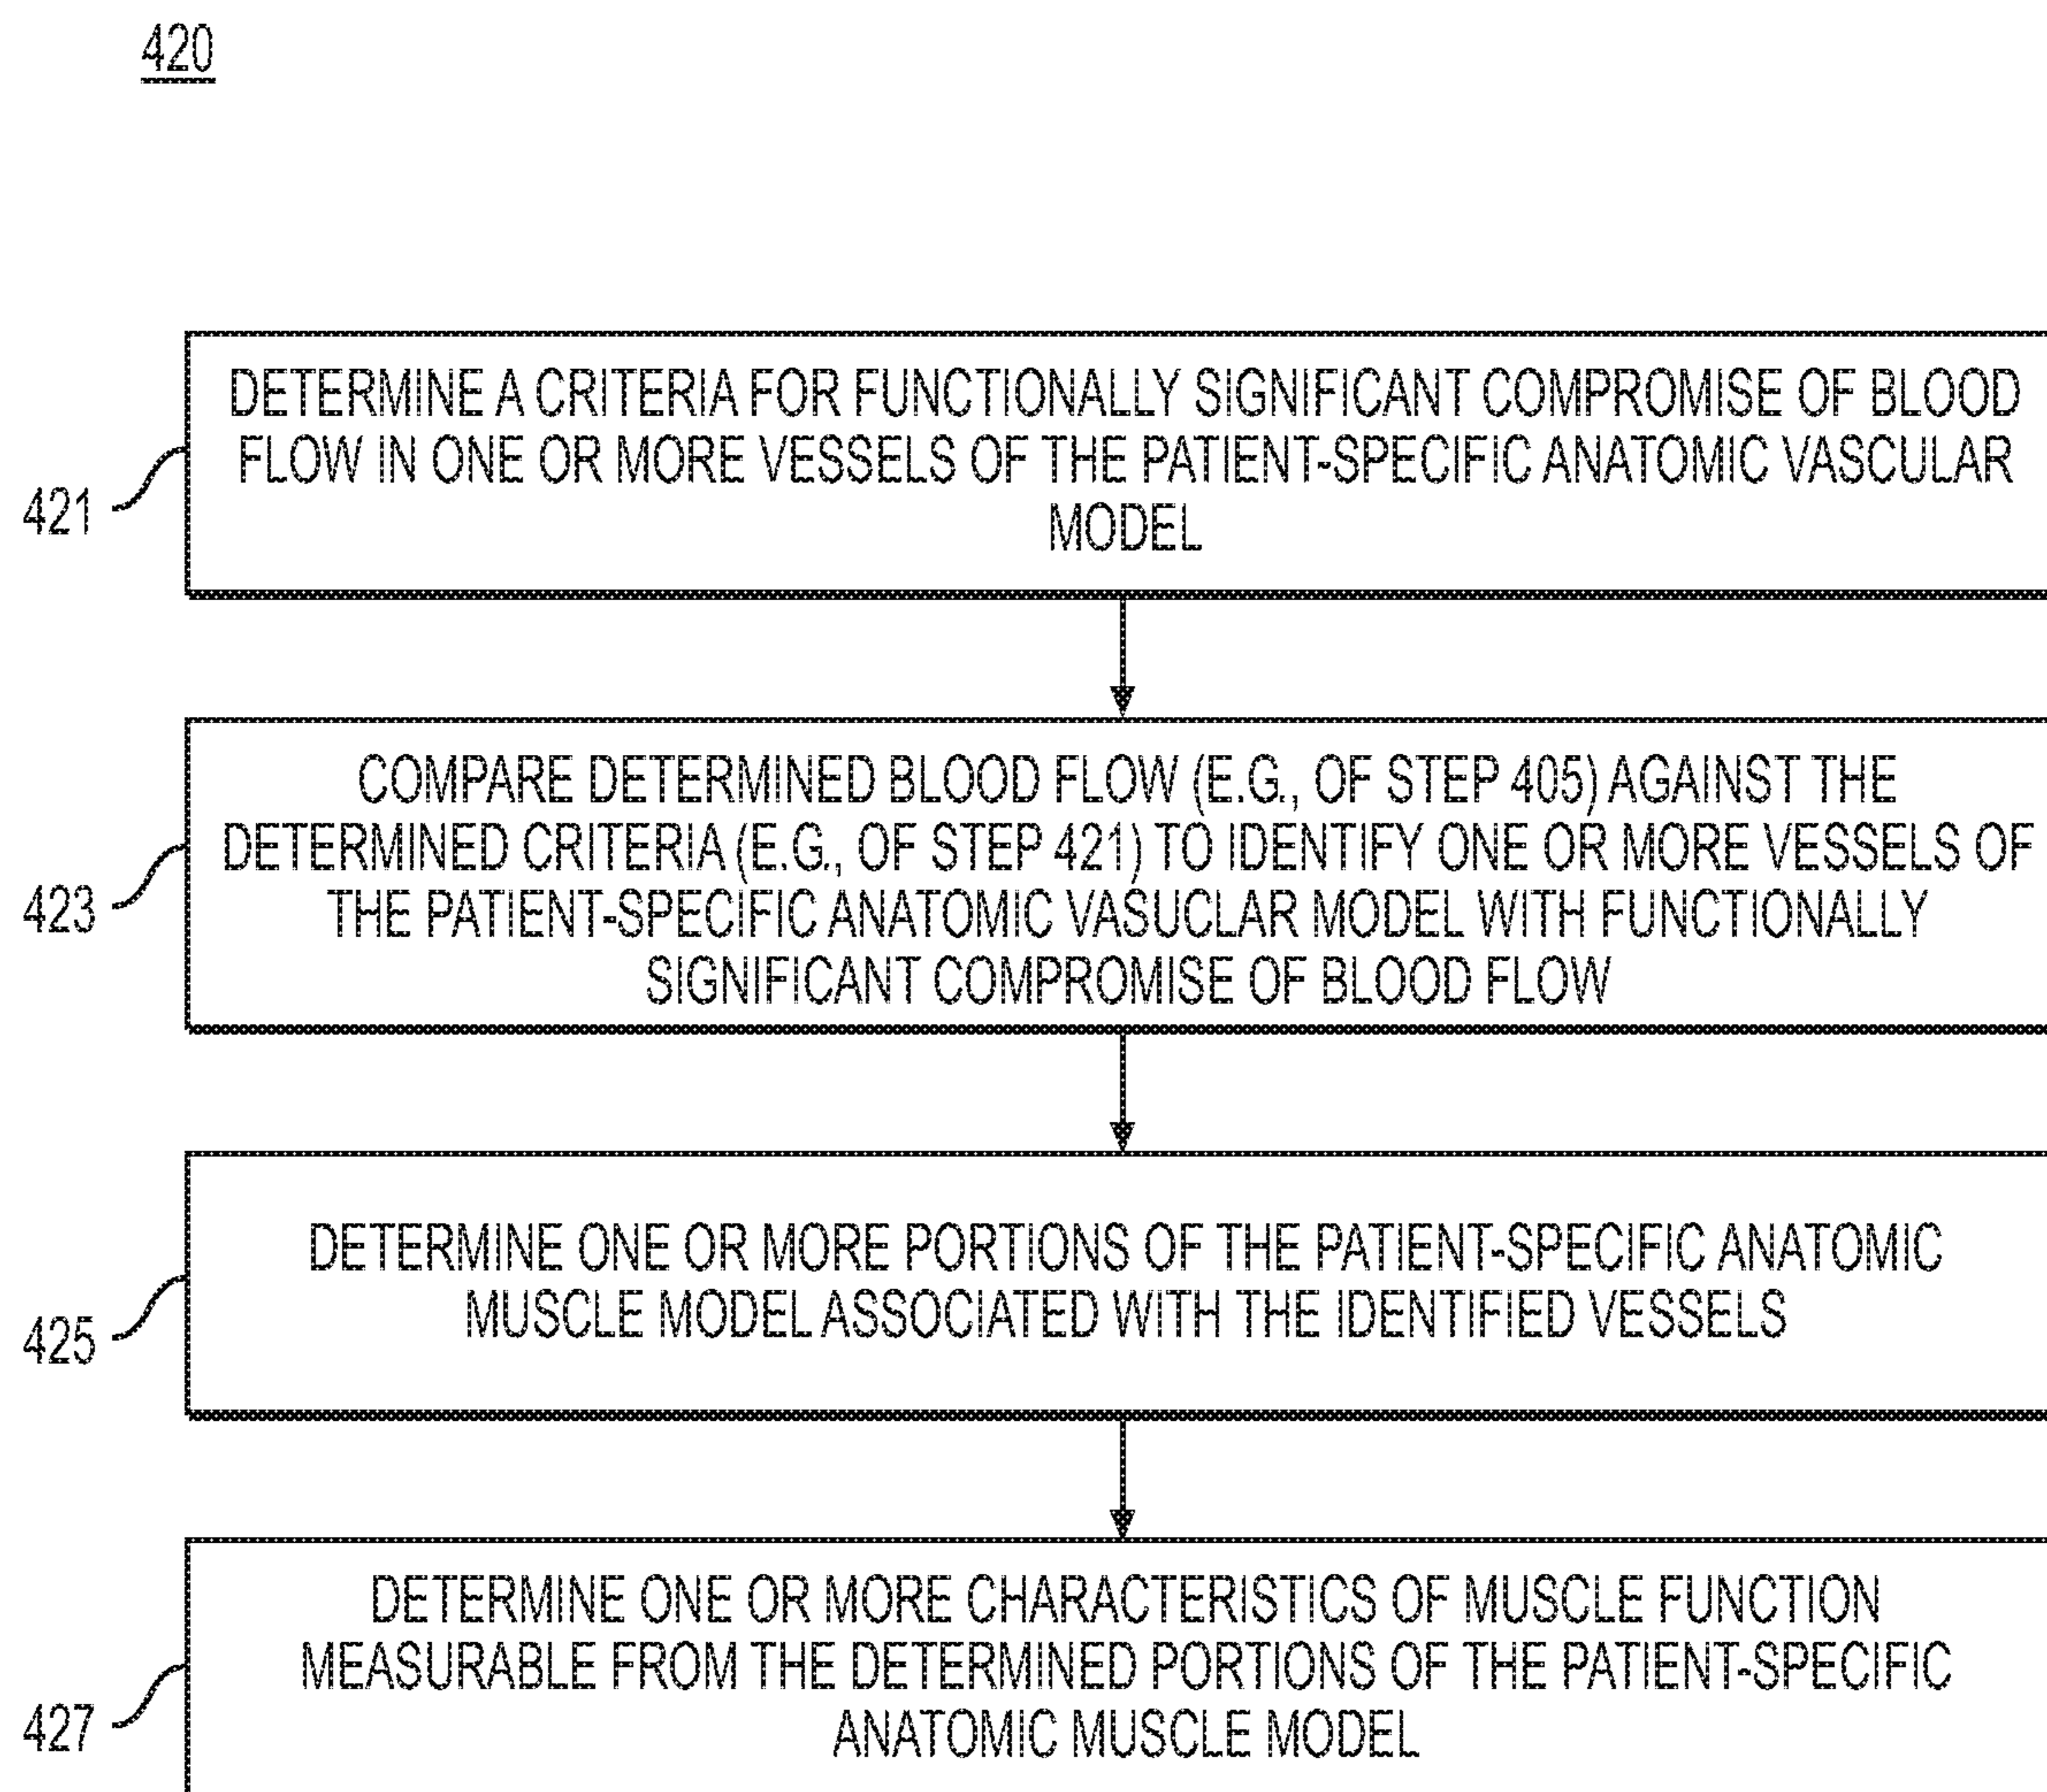 420
DETERMINE A CRITERIA FOR FUNCTIONALLY SIGNIFICANT COMPROMISE OF BLOOD
FLOW IN ONE OR MORE VESSELS OF THE PATIENT-SPECIFIC ANATOMIC VASCULAR
MODEL
421
COMPARE DETERMINED BLOOD FLOW (E.G., OF STEP 405) AGAINST THE
DETERMINED CRITERIA (E.G., OF STEP 421) TO IDENTIFY ONE OR MORE VESSELS OF
THE PATIENT-SPECIFIC ANATOMIC VASUCLAR MODEL WITH FUNCTIONALLY
SIGNIFICANT COMPROMISE OF BLOOD FLOW
423
DETERMINE ONE OR MORE PORTIONS OF THE PATIENT-SPECIFIC ANATOMIC
MUSCLE MODEL ASSOCIATED WITH THE IDENTIFIED VESSELS
425
DETERMINE ONE OR MORE CHARACTERISTICS OF MUSCLE FUNCTION
MEASURABLE FROM THE DETERMINED PORTIONS OF THE PATIENT-SPECIFIC
ANATOMIC MUSCLE MODEL
427